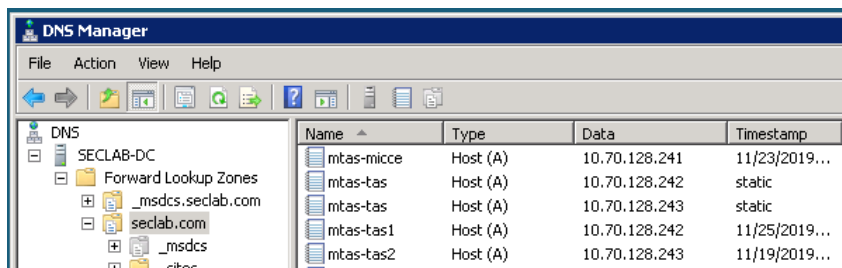 DNS Manager
File Action View Help
DNS
SECLAB-DC
Forward Lookup Zones
_msdcs.seclab.com
seclab.com
_msdcs
_sites
Name Type Data Timestamp
mtas-micce Host (A) 10.70.128.241 11/23/2019...
mtas-tas Host (A) 10.70.128.242 static
mtas-tas Host (A) 10.70.128.243 static
mtas-tas1 Host (A) 10.70.128.242 11/25/2019...
mtas-tas2 Host (A) 10.70.128.243 11/19/2019...